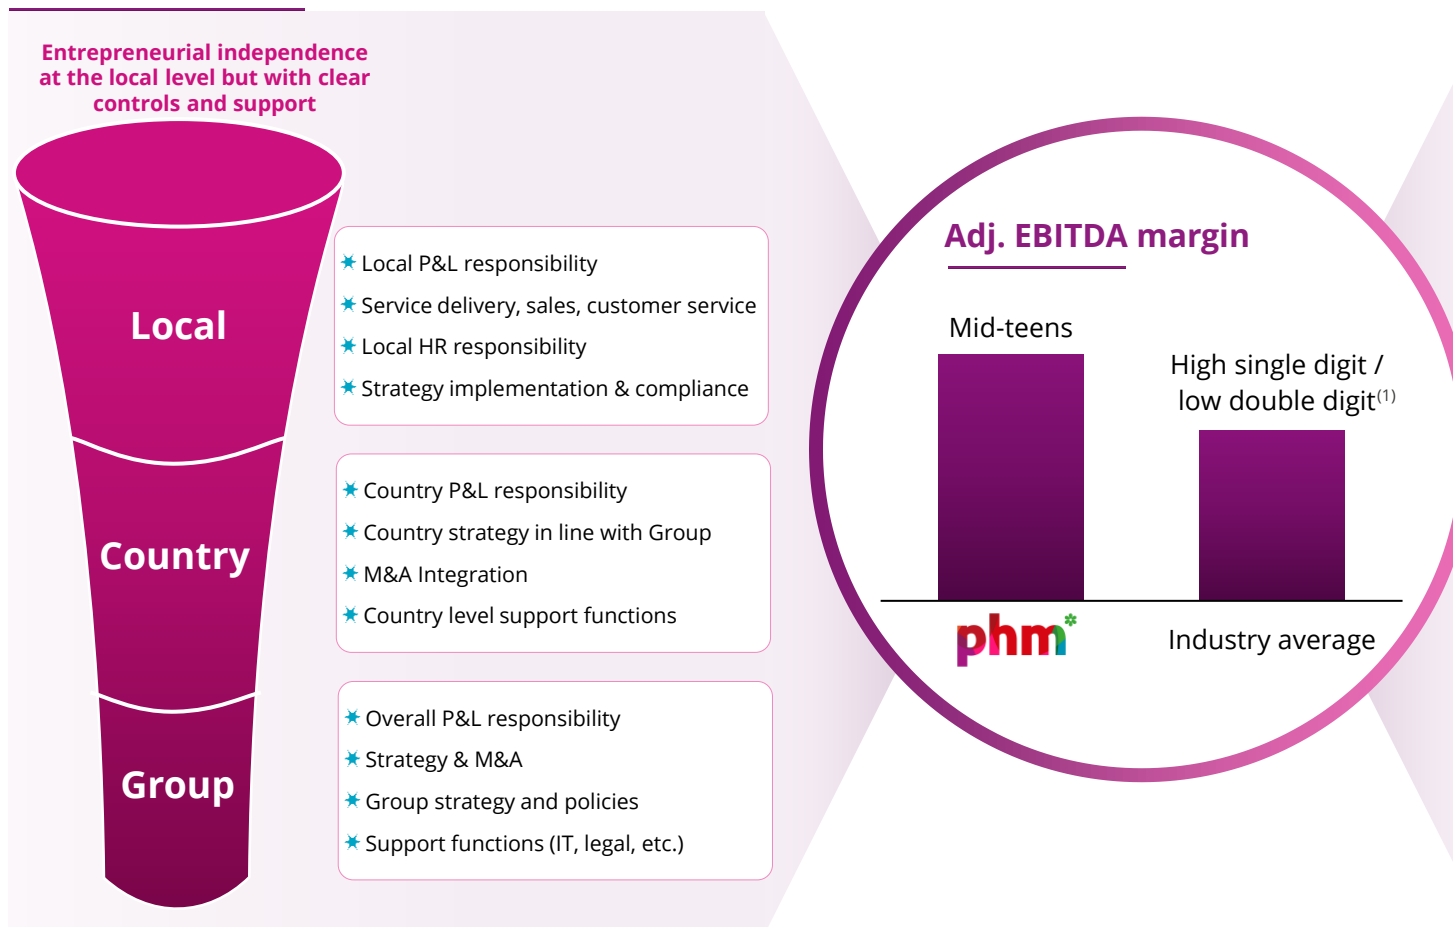 Entrepreneurial independence
at the local level but with clear
controls and support
Local
Local P&L responsibility
Service delivery, sales, customer service
Local HR responsibility
Strategy implementation & compliance
Country
Country P&L responsibility
Country strategy in line with Group
M&A Integration
Country level support functions
Group
Overall P&L responsibility
Strategy & M&A
Group strategy and policies
Support functions (IT, legal, etc.)
Adj. EBITDA margin
Mid-teens
High single digit /
low double digit(1)
phm*
Industry average